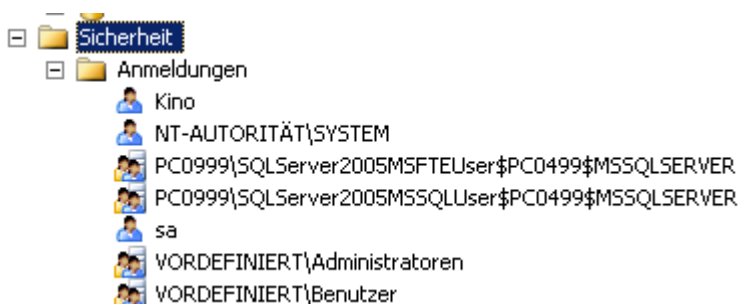 Sicherheit
Anmeldungen
Kino
NT-AUTORITÄT\SYSTEM
PC0999\SQLServer2005MSFTEUser$PC0499$MSSQLSERVER
PC0999\SQLServer2005MSSQLUser$PC0499$MSSQLSERVER
sa
VORDEFINIERT\Administratoren
VORDEFINIERT\Benutzer